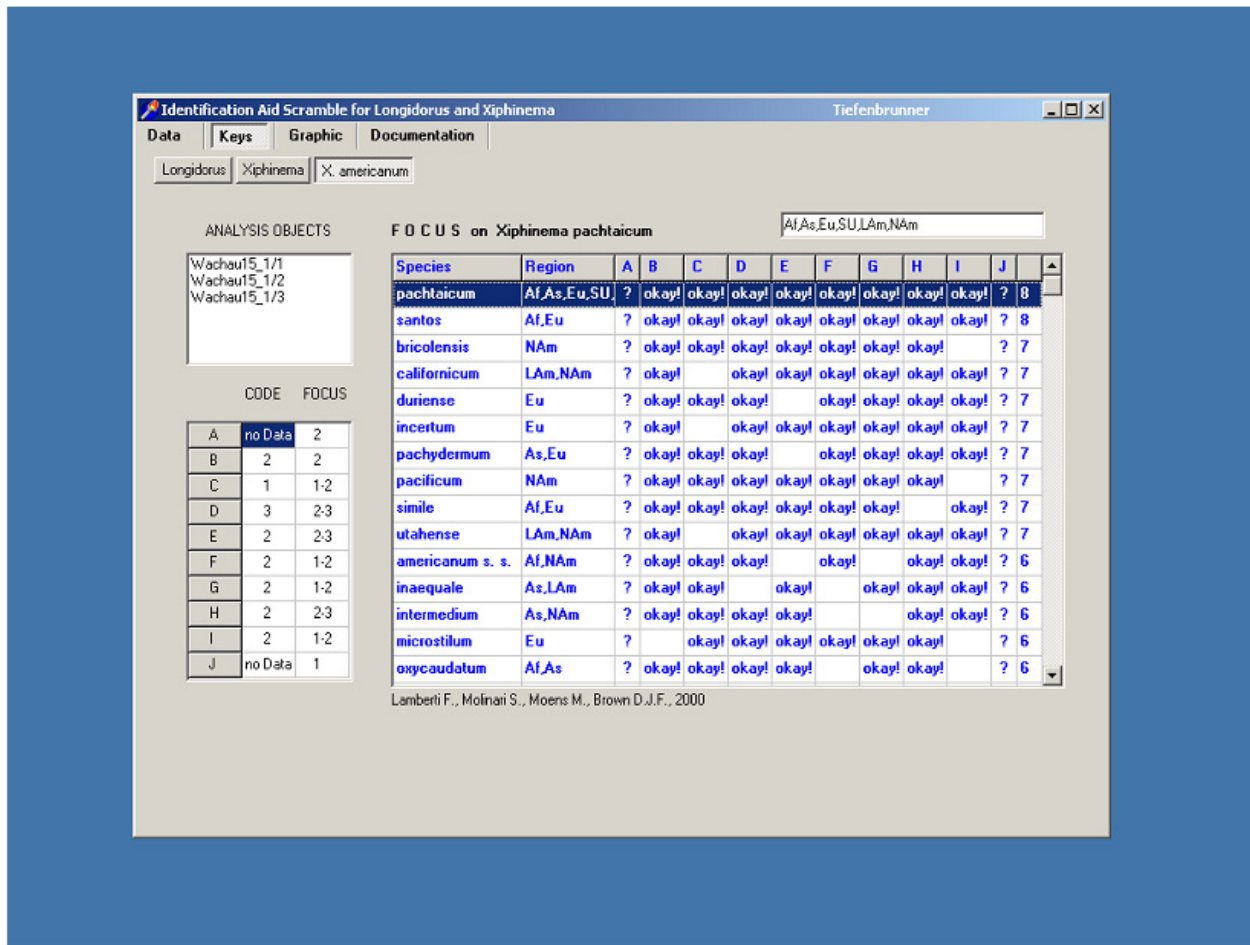 Identification Aid Scramble for Longidorus and Xiphinema Tiefenbrunner
Data Keys Graphic Documentation
Longidorus Xiphinema X. americanum
ANALYSIS OBJECTS F O C U S on Xiphinema pachtaicum Af,As,Eu,SU,LAm,NAm
Wachau15_1/1
Wachau15_1/2
Wachau15_1/3
CODE FOCUS
A no Data 2
B 2 2
C 1 1-2
D 3 2-3
E 2 2-3
F 2 1-2
G 2 1-2
H 2 2-3
I 2 1-2
J no Data 1
Species Region A B C D E F G H I J
pachtaicum Af,As,Eu,SU, ? okay! okay! okay! okay! okay! okay! okay! okay! ? 8
santos Af,Eu ? okay! okay! okay! okay! okay! okay! okay! okay! ? 8
bricolensis NAm ? okay! okay! okay! okay! okay! okay! okay! ? 7
californicum LAm,NAm ? okay! okay! okay! okay! okay! okay! okay! ? 7
duriense Eu ? okay! okay! okay! okay! okay! okay! okay! ? 7
incertum Eu ? okay! okay! okay! okay! okay! okay! okay! ? 7
pachydermum As,Eu ? okay! okay! okay! okay! okay! okay! okay! ? 7
pacificum NAm ? okay! okay! okay! okay! okay! okay! okay! ? 7
simile Af,Eu ? okay! okay! okay! okay! okay! okay! okay! ? 7
utahense LAm,NAm ? okay! okay! okay! okay! okay! okay! okay! ? 7
americanum s. s. Af,NAm ? okay! okay! okay! okay! okay! okay! ? 6
inaequale As,LAm ? okay! okay! okay! okay! okay! okay! ? 6
intermedium As,NAm ? okay! okay! okay! okay! okay! okay! ? 6
microstilum Eu ? okay! okay! okay! okay! okay! okay! ? 6
oxycaudatum Af,As ? okay! okay! okay! okay! okay! okay! ? 6
Lamberti F., Molinari S., Moens M., Brown D.J.F., 2000